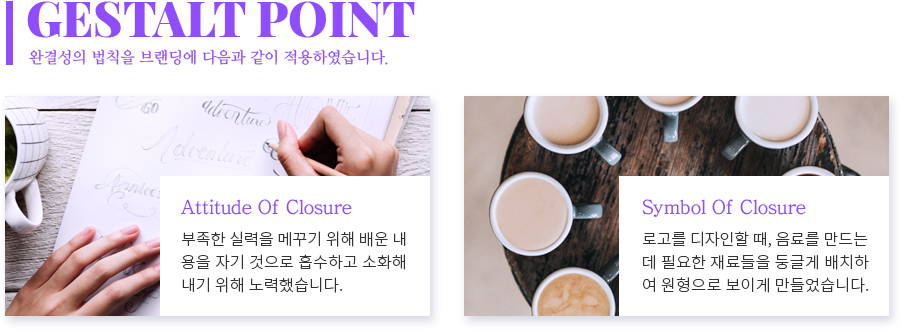 GESTALT POINT
완결성의 법칙을 브랜딩에 다음과 같이 적용하였습니다.
GO
adventures
Adventure
Attitude Of Closure
부족한 실력을 메꾸기 위해 배운 내
용을 자기 것으로 흡수하고 소화해
내기 위해 노력했습니다.
Symbol Of Closure
로고를 디자인할 때, 음료를 만드는
데 필요한 재료들을 둥글게 배치하
여 원형으로 보이게 만들었습니다.